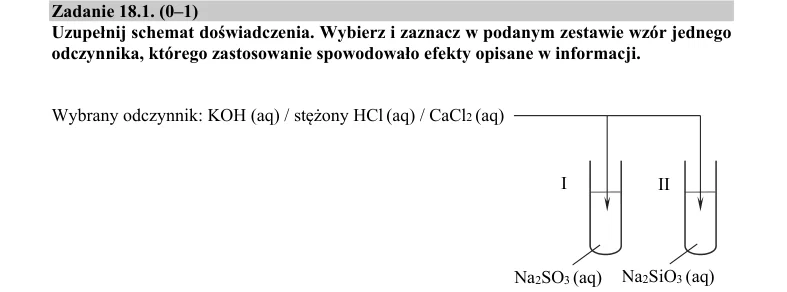 Zadanie 18.1. (0–1)
Uzupełnij schemat doświadczenia. Wybierz i zaznacz w podanym zestawie wzór jednego
odczynnika, którego zastosowanie spowodowało efekty opisane w informacji.
Wybrany odczynnik: KOH (aq) / stężony HCl (aq) / CaCl2 (aq)
I II
Na2SO3 (aq) Na2SiO3 (aq)